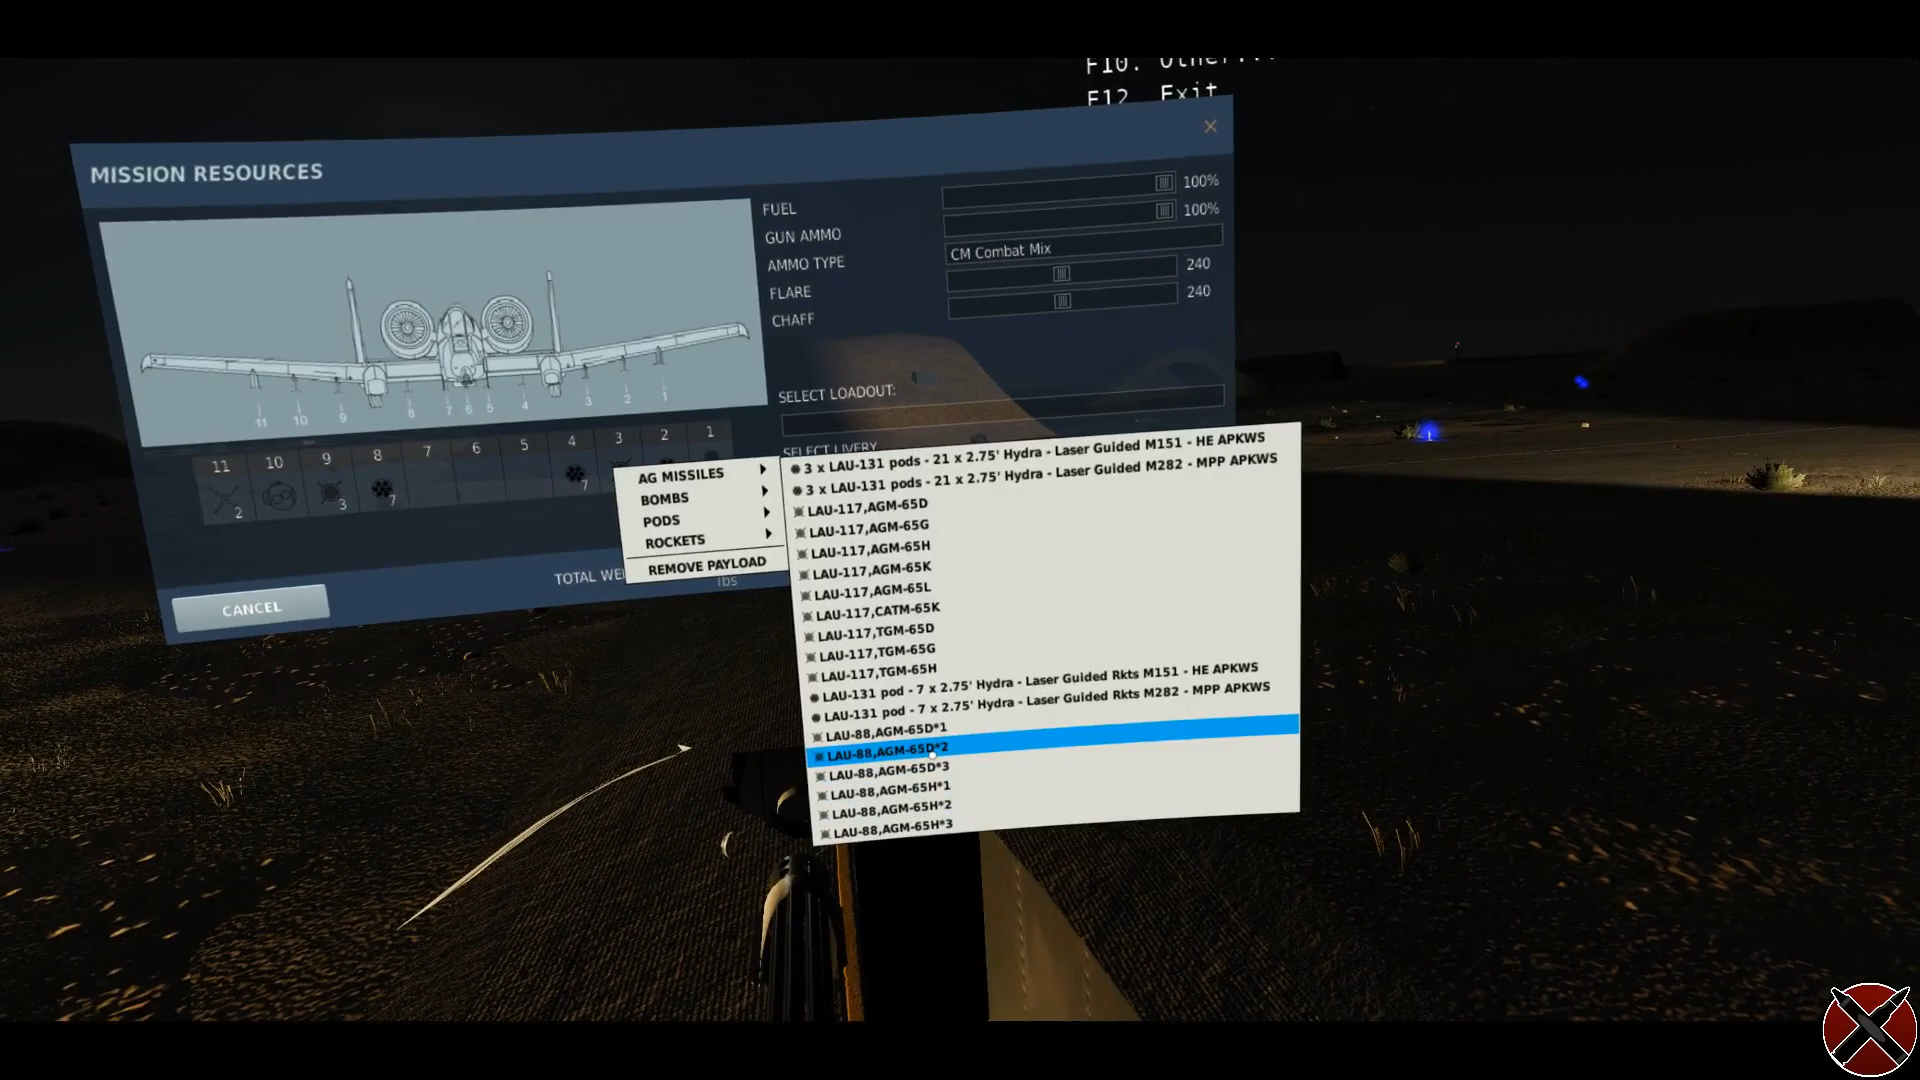 F10. Other...
F12. Exit
MISSION RESOURCES
FUEL
100%
GUN AMMO
100%
AMMO TYPE
CM Combat Mix
FLARE
240
CHAFF
240
SELECT LOADOUT:
SELECT LIVERY
11 10 9 8 7 6 5 4 3 2 1
11 10 9 8 7 6 5 4 3 2 1
2 3 7 7
AG MISSILES
BOMBS
PODS
ROCKETS
REMOVE PAYLOAD
3 x LAU-131 pods - 21 x 2.75' Hydra - Laser Guided M151 - HE APKWS
3 x LAU-131 pods - 21 x 2.75' Hydra - Laser Guided M282 - MPP APKWS
LAU-117,AGM-65D
LAU-117,AGM-65G
LAU-117,AGM-65H
LAU-117,AGM-65K
LAU-117,AGM-65L
LAU-117,CATM-65K
LAU-117,TGM-65D
LAU-117,TGM-65G
LAU-117,TGM-65H
LAU-131 pod - 7 x 2.75' Hydra - Laser Guided Rkts M151 - HE APKWS
LAU-131 pod - 7 x 2.75' Hydra - Laser Guided Rkts M282 - MPP APKWS
LAU-88,AGM-65D*1
LAU-88,AGM-65D*2
LAU-88,AGM-65D*3
LAU-88,AGM-65H*1
LAU-88,AGM-65H*2
LAU-88,AGM-65H*3
TOTAL
lbs
CANCEL